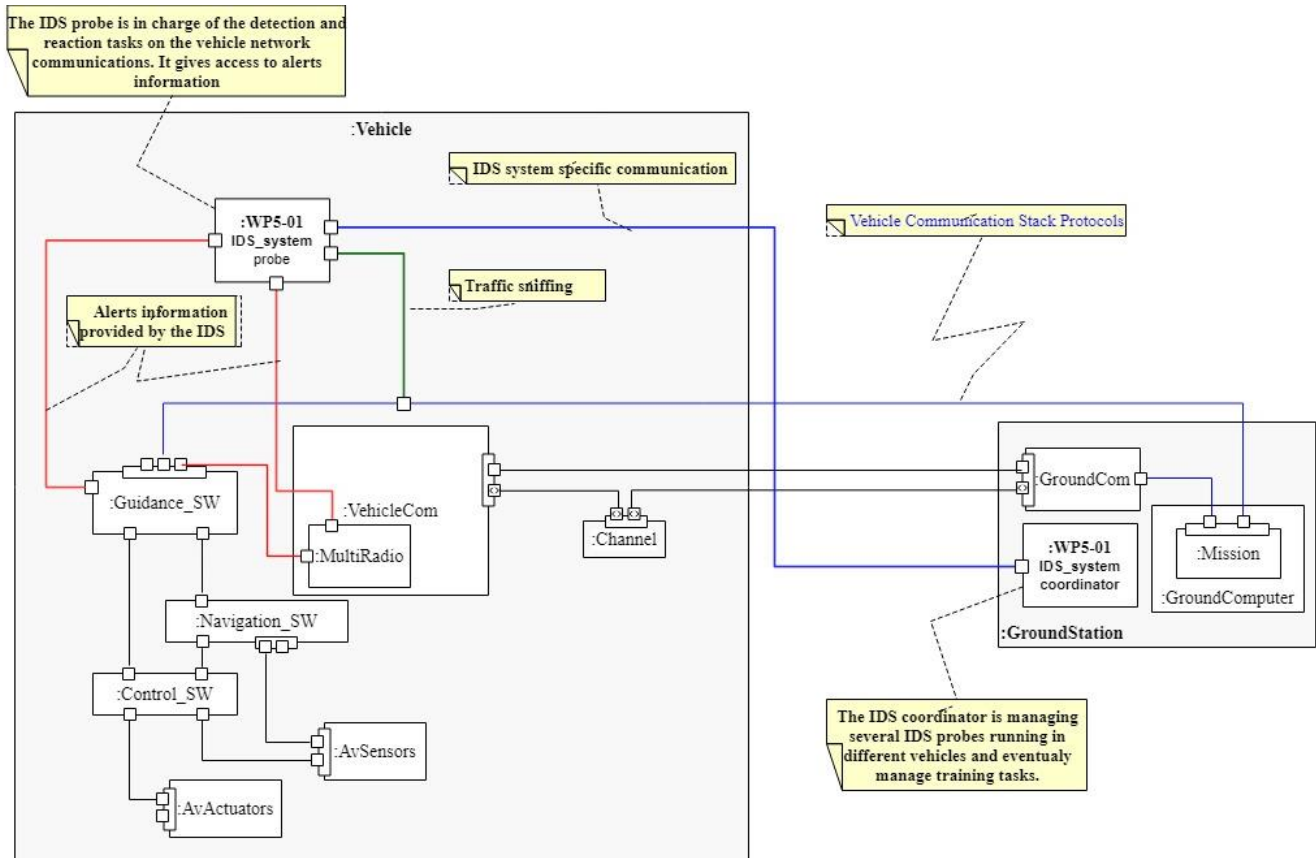 The IDS probe is in charge of the detection and
reaction tasks on the vehicle network
communications. It gives access to alerts
information
:Vehicle
IDS system specific communication
:WP5-01
IDS_system
probe
Vehicle Communication Stack Protocols
Traffic sniffing
Alerts information
provided by the IDS
:Guidance_SW
:VehicleCom
:MultiRadio
:Channel
:GroundCom
:WP5-01
IDS_system
coordinator
:Mission
:GroundComputer
:GroundStation
:Navigation_SW
:Control_SW
:AvSensors
:AvActuators
The IDS coordinator is managing
several IDS probes running in
different vehicles and eventualy
manage training tasks.